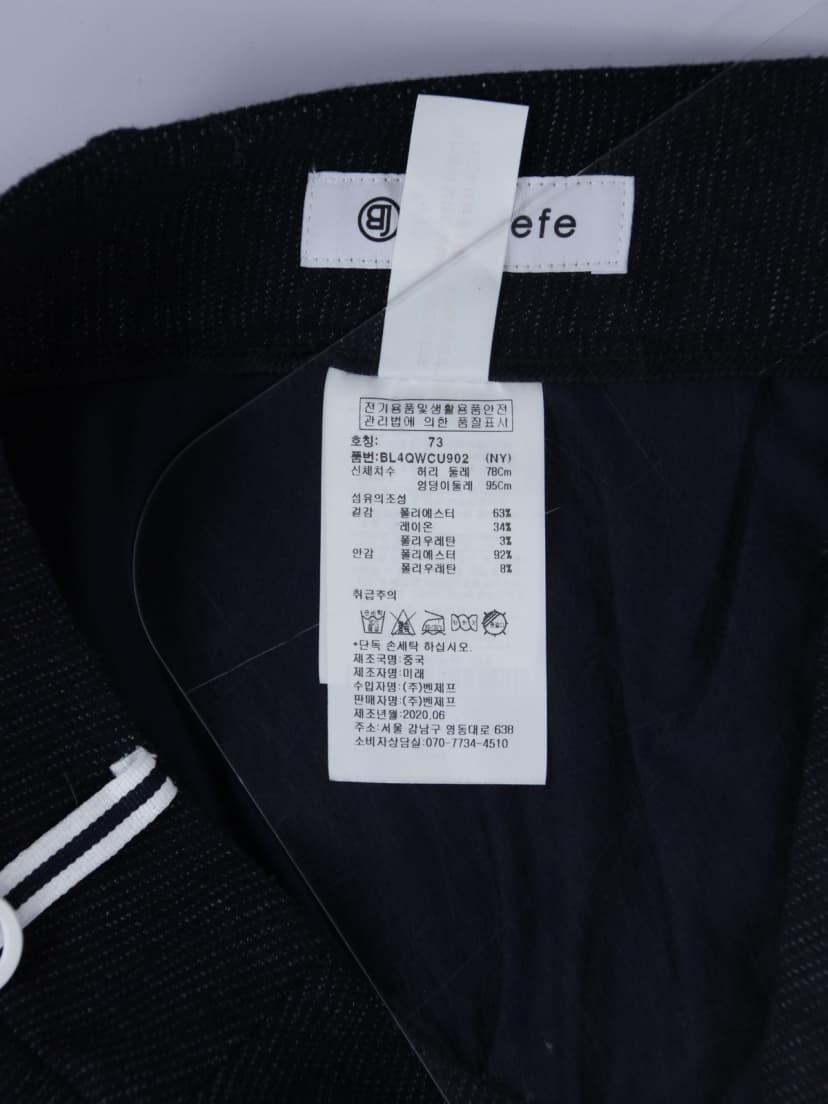 efe
전기용품및생활용품안전
관리법에 의한 품질표시
호칭: 73
품번:BL4QWCU902 (NY)
신체치수 허리 둘레 78Cm
엉덩이둘레 95Cm
섬유의조성
겉감 폴리에스터 63%
레이온 34%
폴리우레탄 3%
안감 폴리에스터 92%
폴리우레탄 8%
취급주의
*단독 손세탁 하십시오.
제조국명:중국
제조자명:미래
수입자명:(주)벤제프
판매자명:(주)벤제프
제조년월:2020.06
주소:서울 강남구 영동대로 638
소비자상담실:070-7734-4510